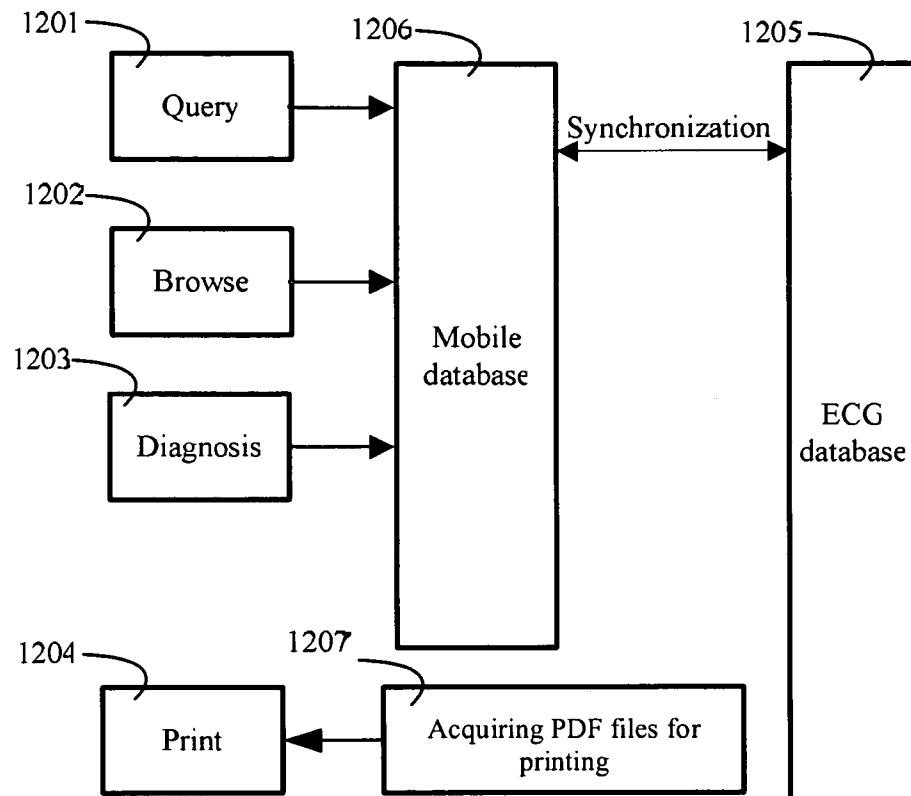 1201
1206
1205
Query
Synchronization
1202
Browse
Mobile
database
1203
ECG
database
Diagnosis
1204
1207
Print
Acquiring PDF files for
printing